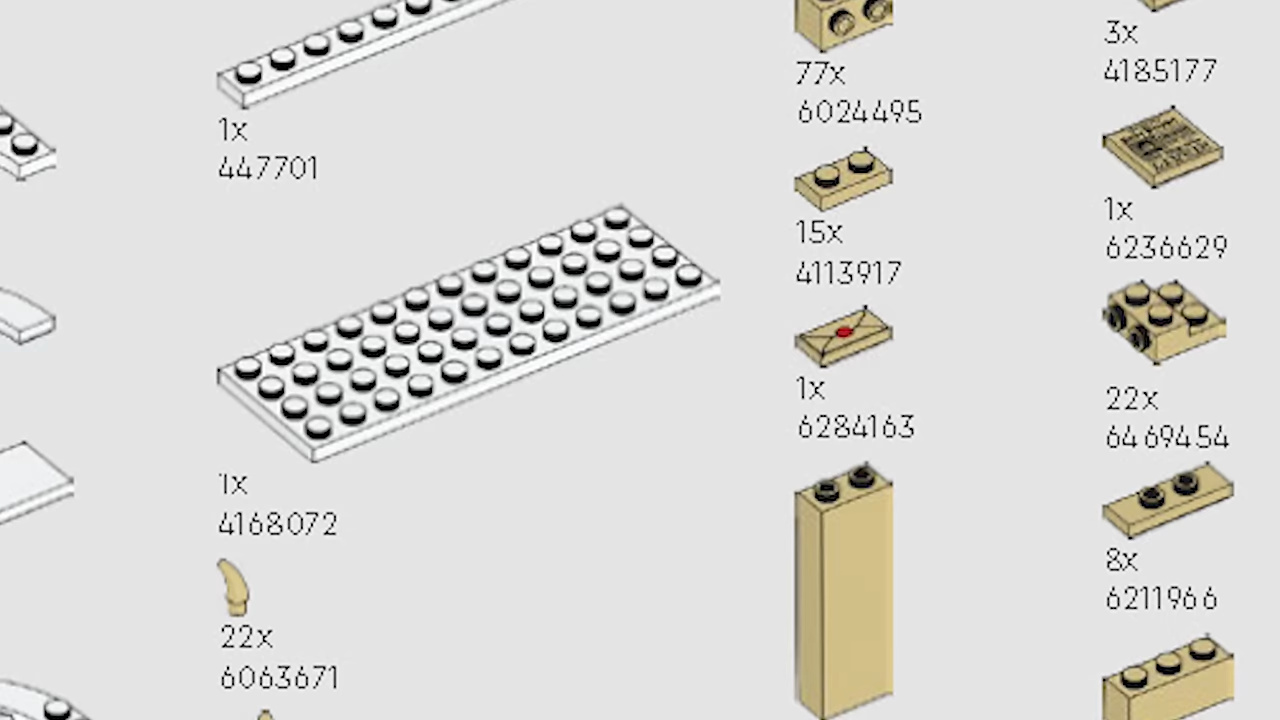 1x
447701
1x
4168072
22x
6063671
77x
6024495
15x
4113917
1x
6284163
3x
4185177
1x
6236629
22x
6469454
8x
6211966